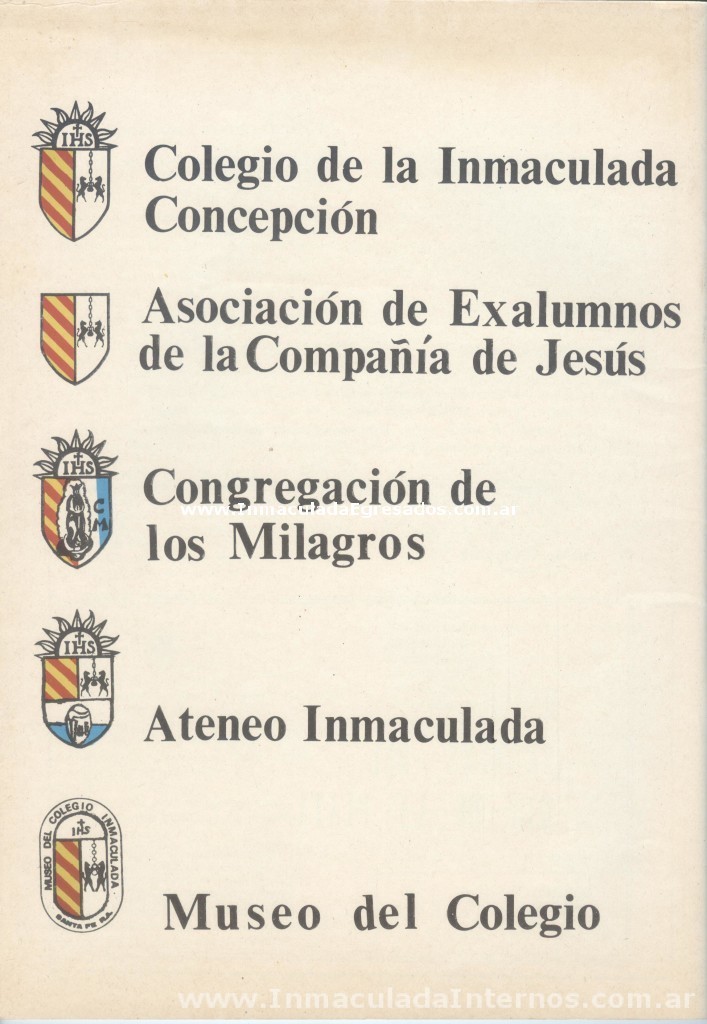 IHS
Colegio de la Inmaculada
Concepción
Asociación de Exalumnos
de la Compañía de Jesús
IHS
CM
Congregación de
www.InmaculadaEgresados.com.ar
los Milagros
IHS
Ateneo Inmaculada
MUSEO DEL COLEGIO INMACULADA
IHS
SANTA FE R.A.
Museo del Colegio
www.InmaculadaInternos.com.ar